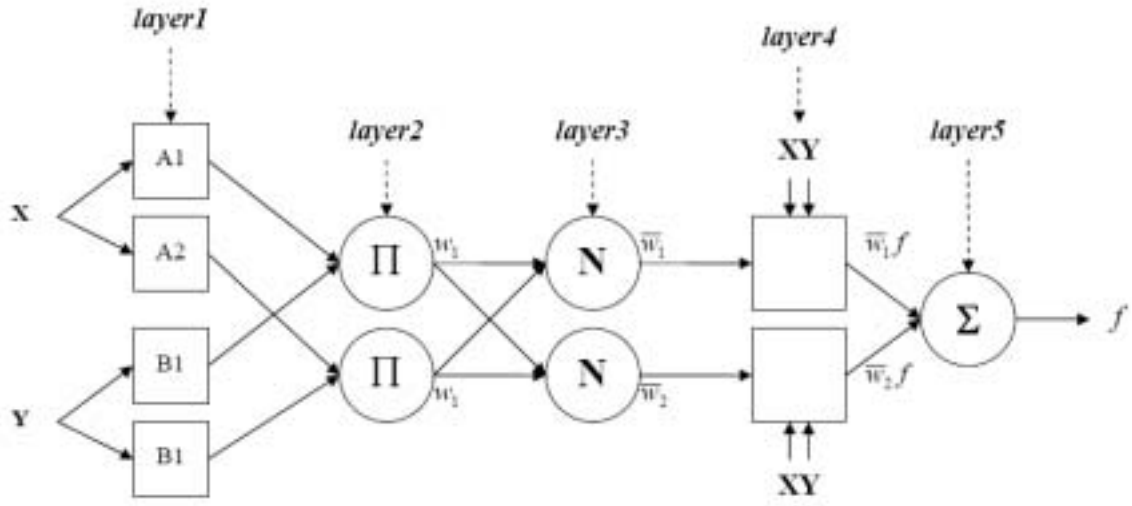 layer1
layer4
layer2
layer3
layer5
XY
A1
X
A2
Π
w₁
N
w̅₁
w̅₁f
Σ
f
B1
Π
w₁
N
w̅₂
w̅₂f
Y
B1
XY